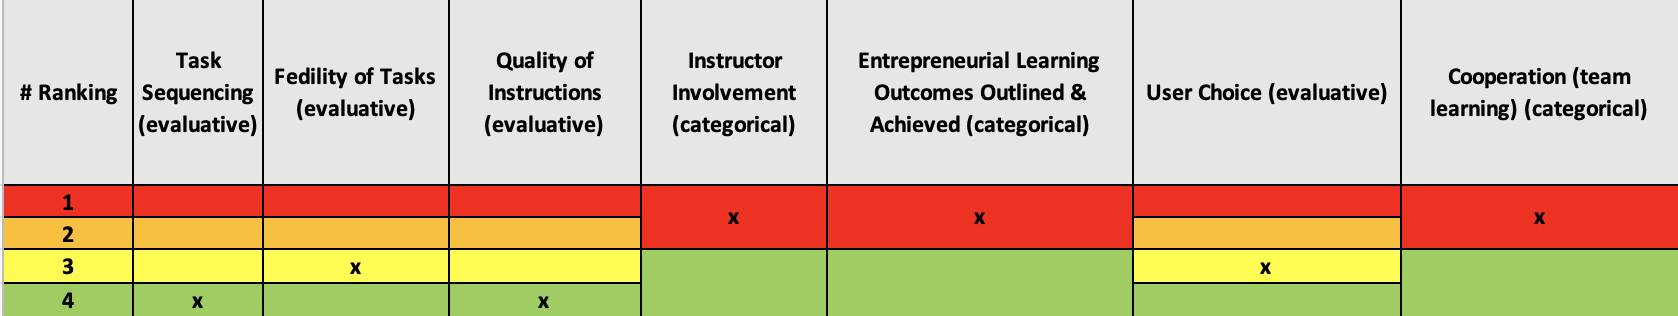 # Ranking
Task
Sequencing
(evaluative)
Fedility of Tasks
(evaluative)
Quality of
Instructions
(evaluative)
Instructor
Involvement
(categorical)
Entrepreneurial Learning
Outcomes Outlined &
Achieved (categorical)
User Choice (evaluative)
Cooperation (team
learning) (categorical)
1
x
x
x
2
3
x
x
4
x
x